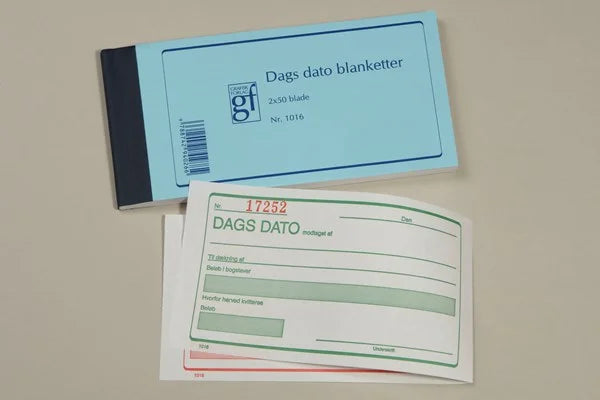 Dags dato blanketter
GRAFISK
FORLAG
gf
2x50 blade
Nr. 1016
Nr. 17252
Den
DAGS DATO modtaget af
Til dækning af
Beløb i bogstaver
Hvorfor herved kvitteres
Beløb
Underskrift
1016
1016